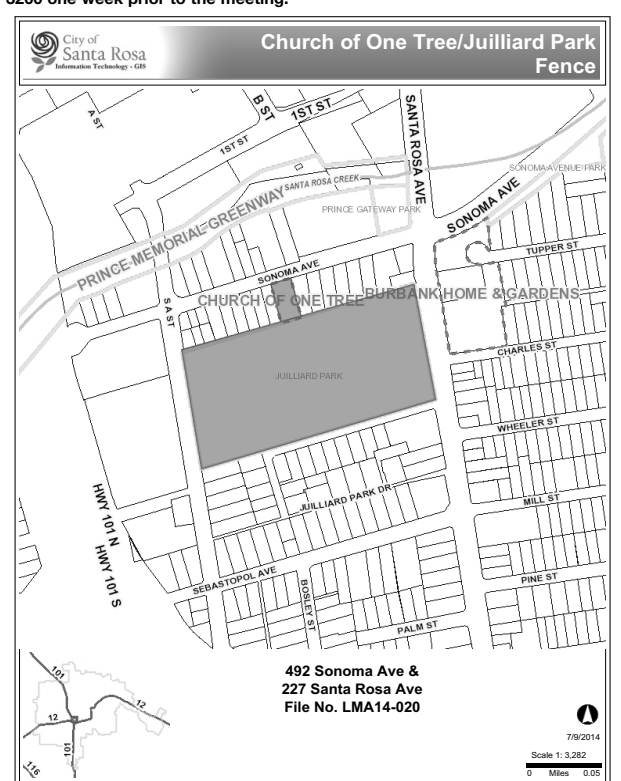 3260 one week prior to the meeting.
City of
Santa Rosa
Information Technology - GIS
Church of One Tree/Juilliard Park
Fence
A ST
B ST
1ST ST
1ST ST
SANTA ROSA AVE
SANTA ROSA CREEK
SONOMA AVENUE PARK
PRINCE MEMORIAL GREENWAY
PRINCE GATEWAY PARK
SONOMA AVE
TUPPER ST
SONOMA AVE
CHURCH OF ONE TREE
BURBANK HOME & GARDENS
S A ST
CHARLES ST
JUILLIARD PARK
WHEELER ST
HWY 101 N
HWY 101 S
JUILLIARD PARK DR
MILL ST
SEBASTOPOL AVE
BOSLEY ST
PINE ST
PALM ST
101
12
12
101
116
492 Sonoma Ave &
227 Santa Rosa Ave
File No. LMA14-020
7/9/2014
Scale 1: 3,282
0 Miles 0.05